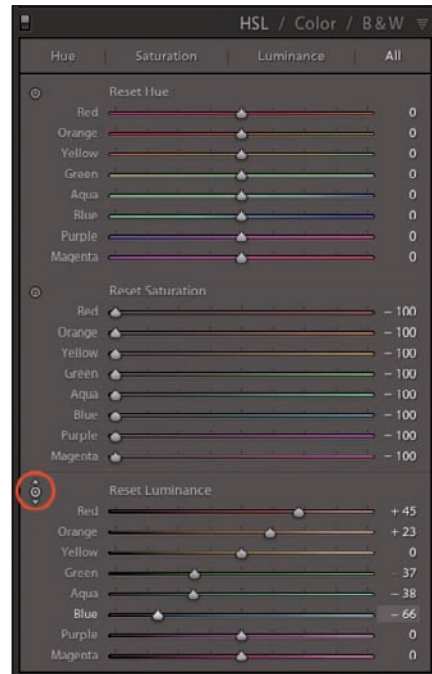 HSL / Color / B & W
Hue Saturation Luminance All
Reset Hue
Red 0
Orange 0
Yellow 0
Green 0
Aqua 0
Blue 0
Purple 0
Magenta 0
Reset Saturation
Red – 100
Orange – 100
Yellow – 100
Green – 100
Aqua – 100
Blue – 100
Purple – 100
Magenta – 100
Reset Luminance
Red + 45
Orange + 23
Yellow 0
Green 37
Aqua – 38
Blue – 66
Purple 0
Magenta 0